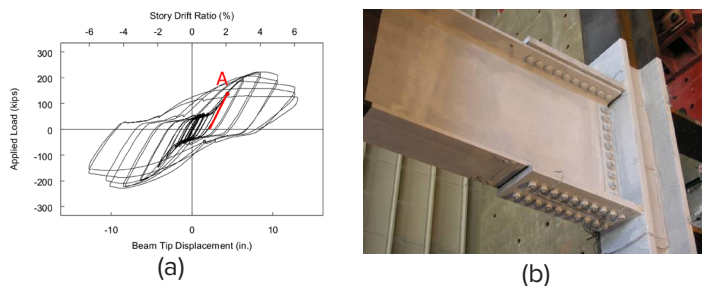 Story Drift Ratio (%)
-6 -4 -2 0 2 4 6
300
200
100
0
-100
-200
-300
Applied Load (kips)
A
-10 0 10
Beam Tip Displacement (in.)
(a)
(b)